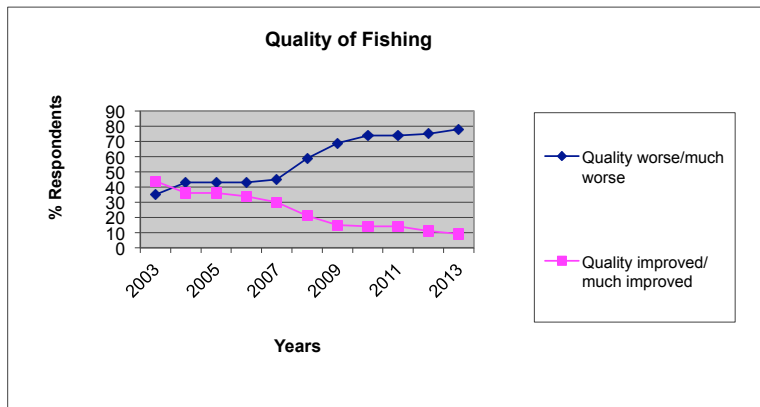 Quality of Fishing
% Respondents
90
80
70
60
50
40
30
20
10
0
2003
2005
2007
2009
2011
2013
Years
Quality worse/much
worse
Quality improved/
much improved